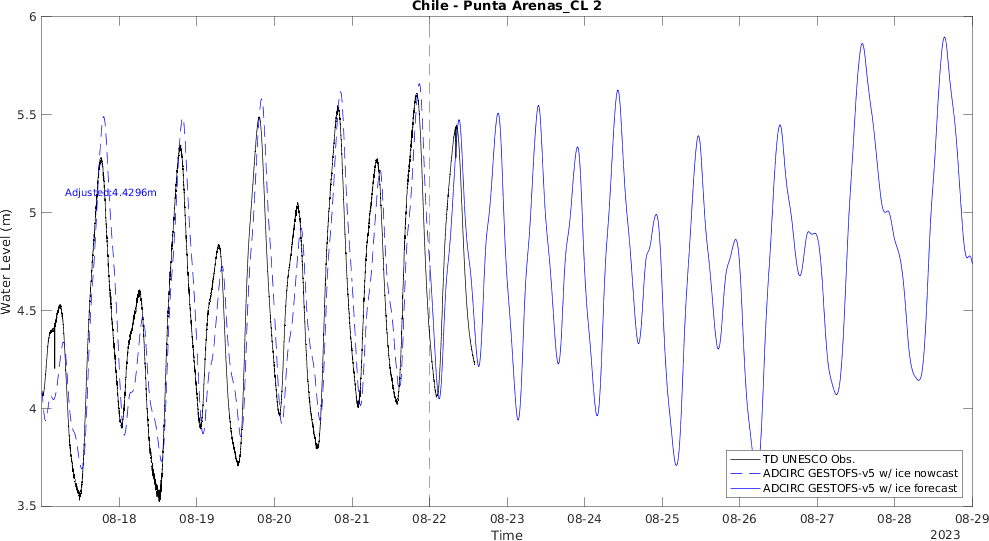 Chile - Punta Arenas_CL 2
6
5.5
5
4.5
4
3.5
Water Level (m)
Adjusted:4.4296m
TD UNESCO Obs.
ADCIRC GESTOFS-v5 w/ ice nowcast
ADCIRC GESTOFS-v5 w/ ice forecast
08-18 08-19 08-20 08-21 08-22 08-23 08-24 08-25 08-26 08-27 08-28 08-29
Time
2023